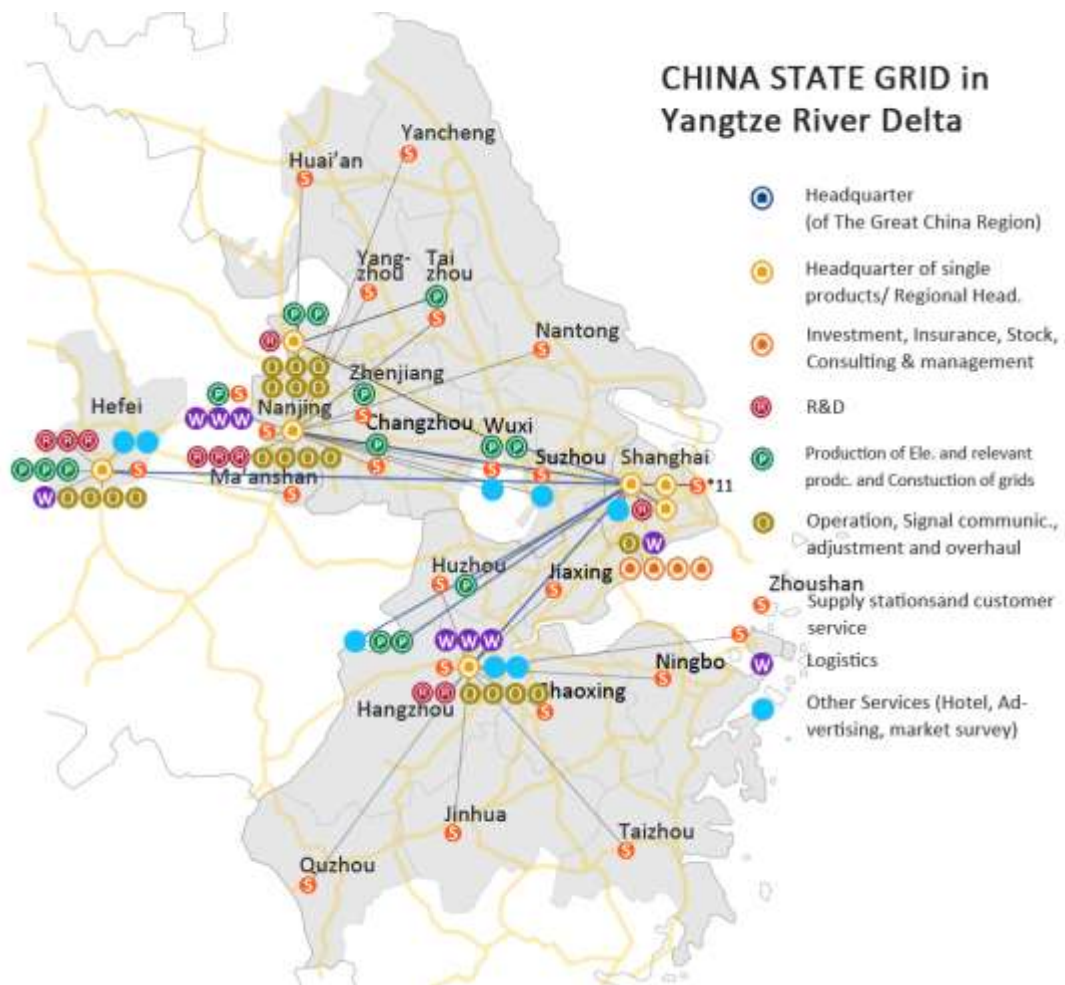 CHINA STATE GRID in
Yangtze River Delta
Headquarter
(of The Great China Region)
Headquarter of single
products/ Regional Head.
Investment, Insurance, Stock,
Consulting & management
R
R&D
P
Production of Ele. and relevant
prodc. and Constuction of grids
O
Operation, Signal communic.,
adjustment and overhaul
S
Supply stationsand customer
service
W
Logistics
Other Services (Hotel, Ad-
vertising, market survey)
Yancheng
S
Huai'an
S
Yang-
zhou
S
Tai
zhou
P
S
P P
R
O O O
O O O
Nantong
S
Zhenjiang
P
S
P S
W W W
Nanjing
S
Hefei
R R R
P P P
S
W O O O O
R R R O O O O
Ma'anshan
S
Changzhou
P
S
Wuxi
P P
S
Suzhou
S
Shanghai
S *11
R
O W
Huzhou
S
P
Jiaxing
S
Zhoushan
S
P P
W W W
S
R R O O O O
Hangzhou
Shaoxing
S
Ningbo
S
Jinhua
S
Taizhou
S
Quzhou
S